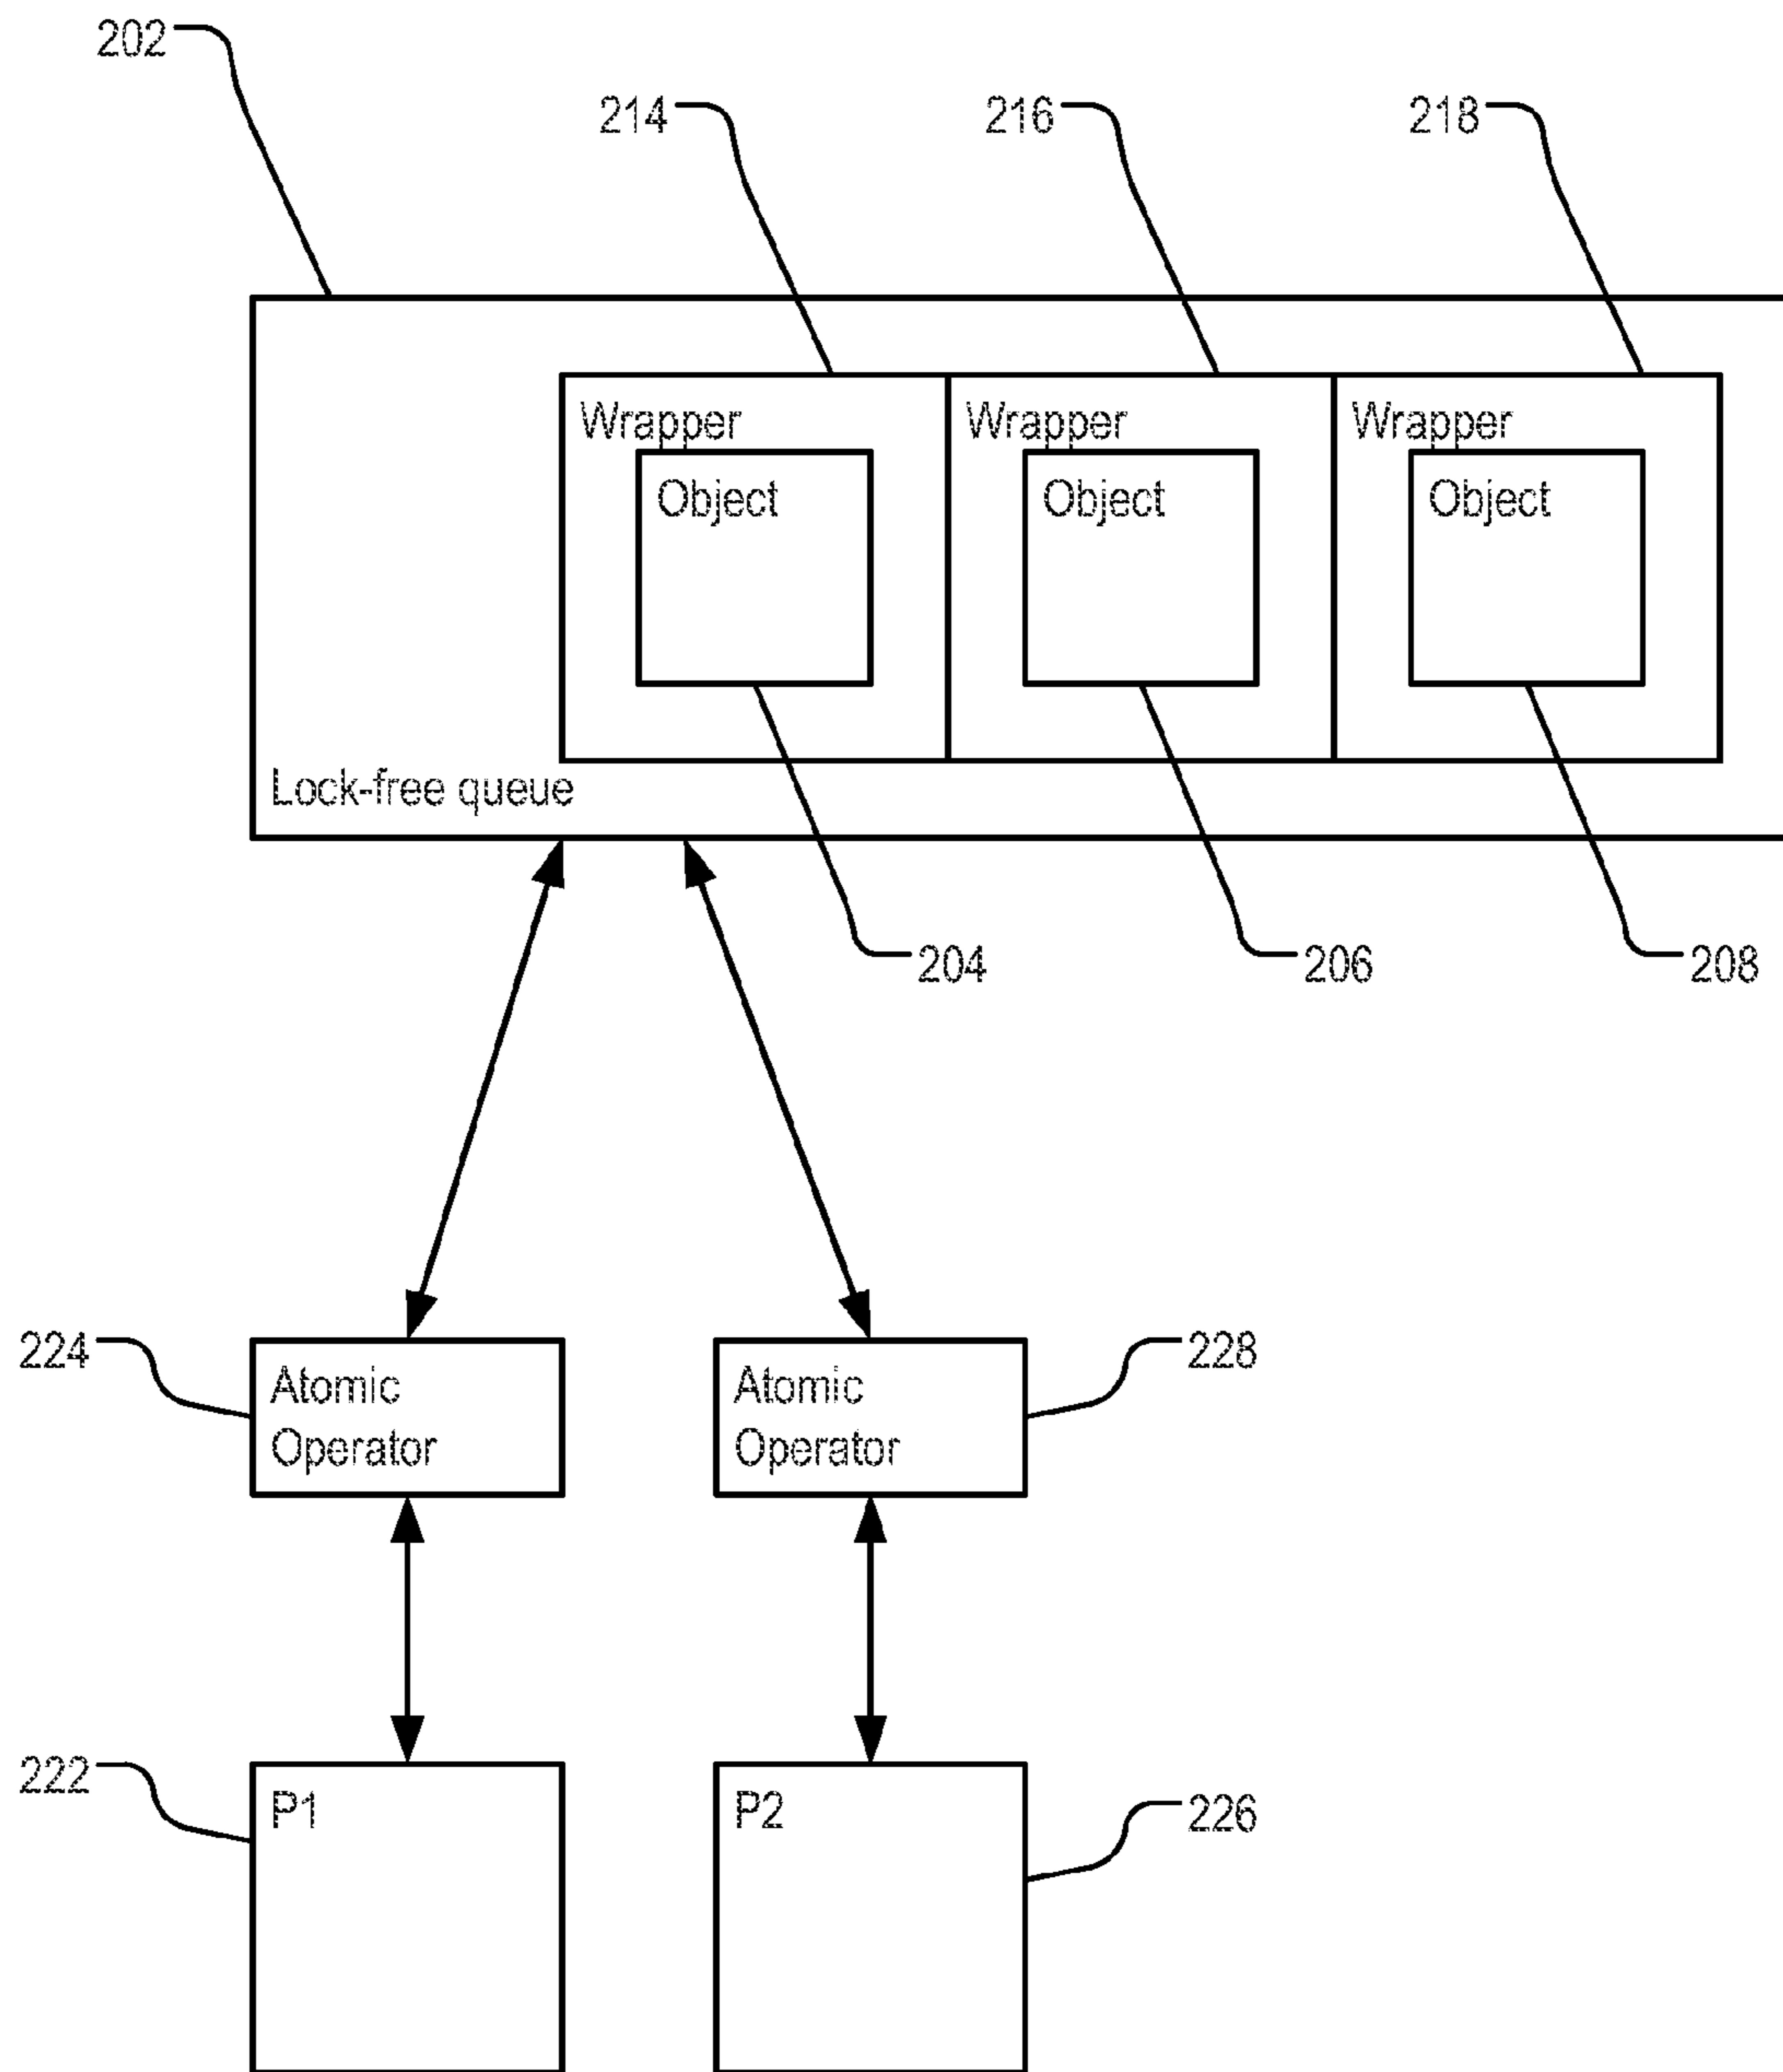 202
214
216
218
Wrapper
Wrapper
Wrapper
Object
Object
Object
Lock-free queue
204
206
208
224
Atomic
Operator
Atomic
Operator
228
222
P1
P2
226